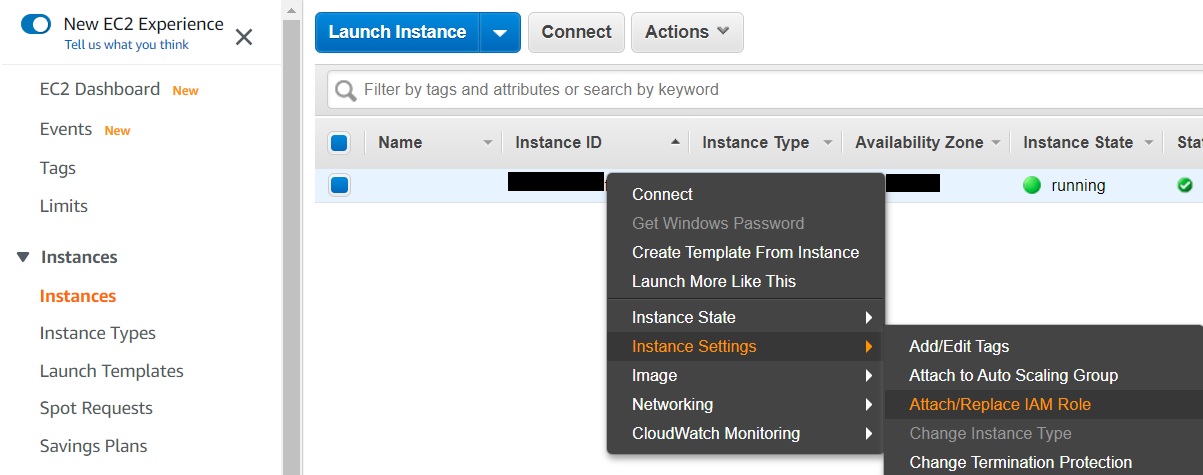 New EC2 Experience
Tell us what you think
EC2 Dashboard New
Events New
Tags
Limits
Instances
Instances
Instance Types
Launch Templates
Spot Requests
Savings Plans
Launch Instance
Connect
Actions
Filter by tags and attributes or search by keyword
Name Instance ID Instance Type Availability Zone Instance State Sta
running
Connect
Get Windows Password
Create Template From Instance
Launch More Like This
Instance State
Instance Settings
Image
Networking
CloudWatch Monitoring
Add/Edit Tags
Attach to Auto Scaling Group
Attach/Replace IAM Role
Change Instance Type
Change Termination Protection